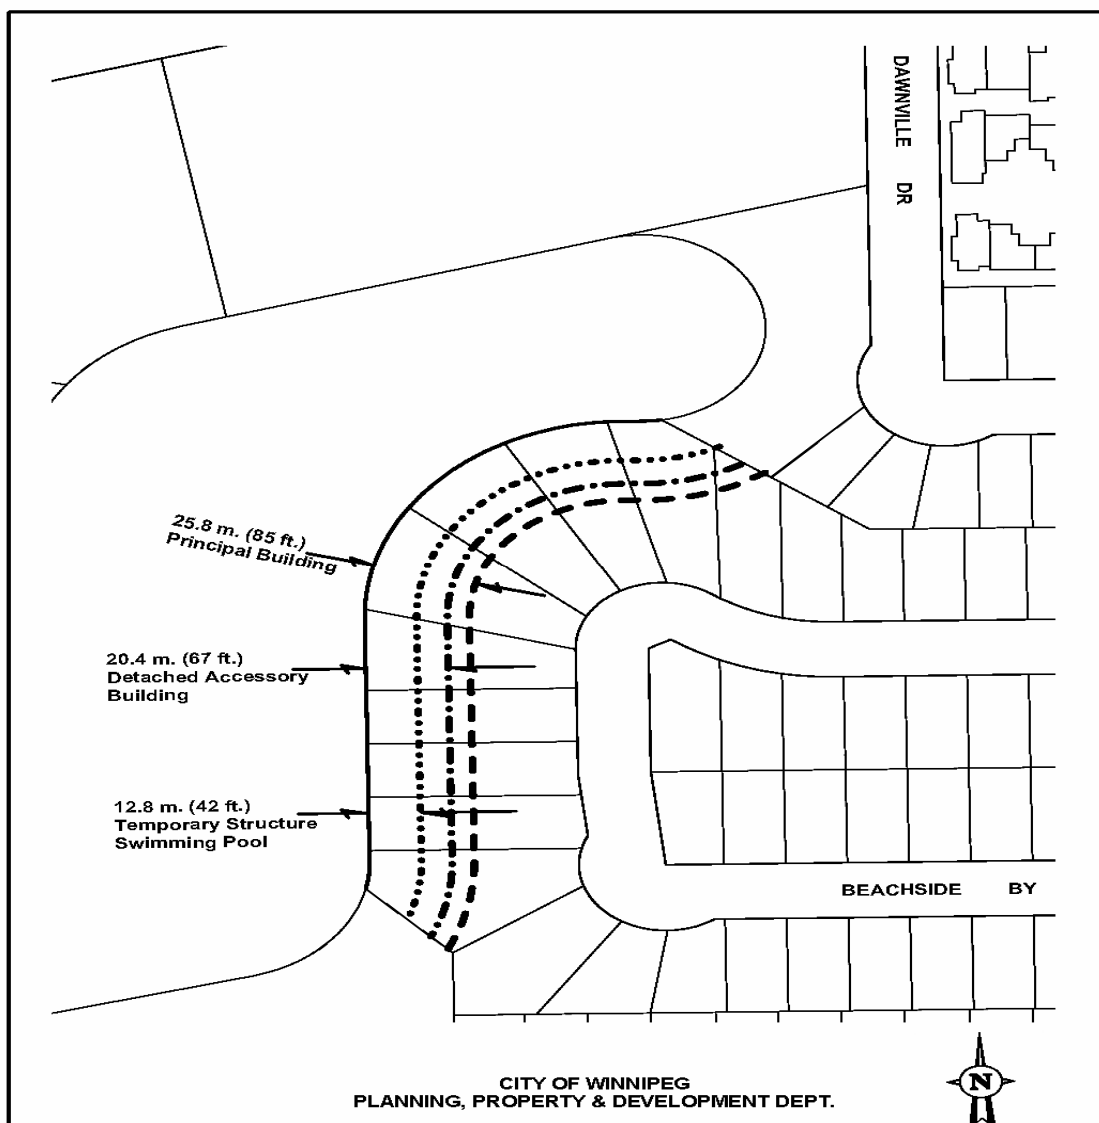 DAWNVILLE DR
25.8 m. (85 ft.)
Principal Building
20.4 m. (67 ft.)
Detached Accessory
Building
12.8 m. (42 ft.)
Temporary Structure
Swimming Pool
BEACHSIDE BY
CITY OF WINNIPEG
PLANNING, PROPERTY & DEVELOPMENT DEPT.
N